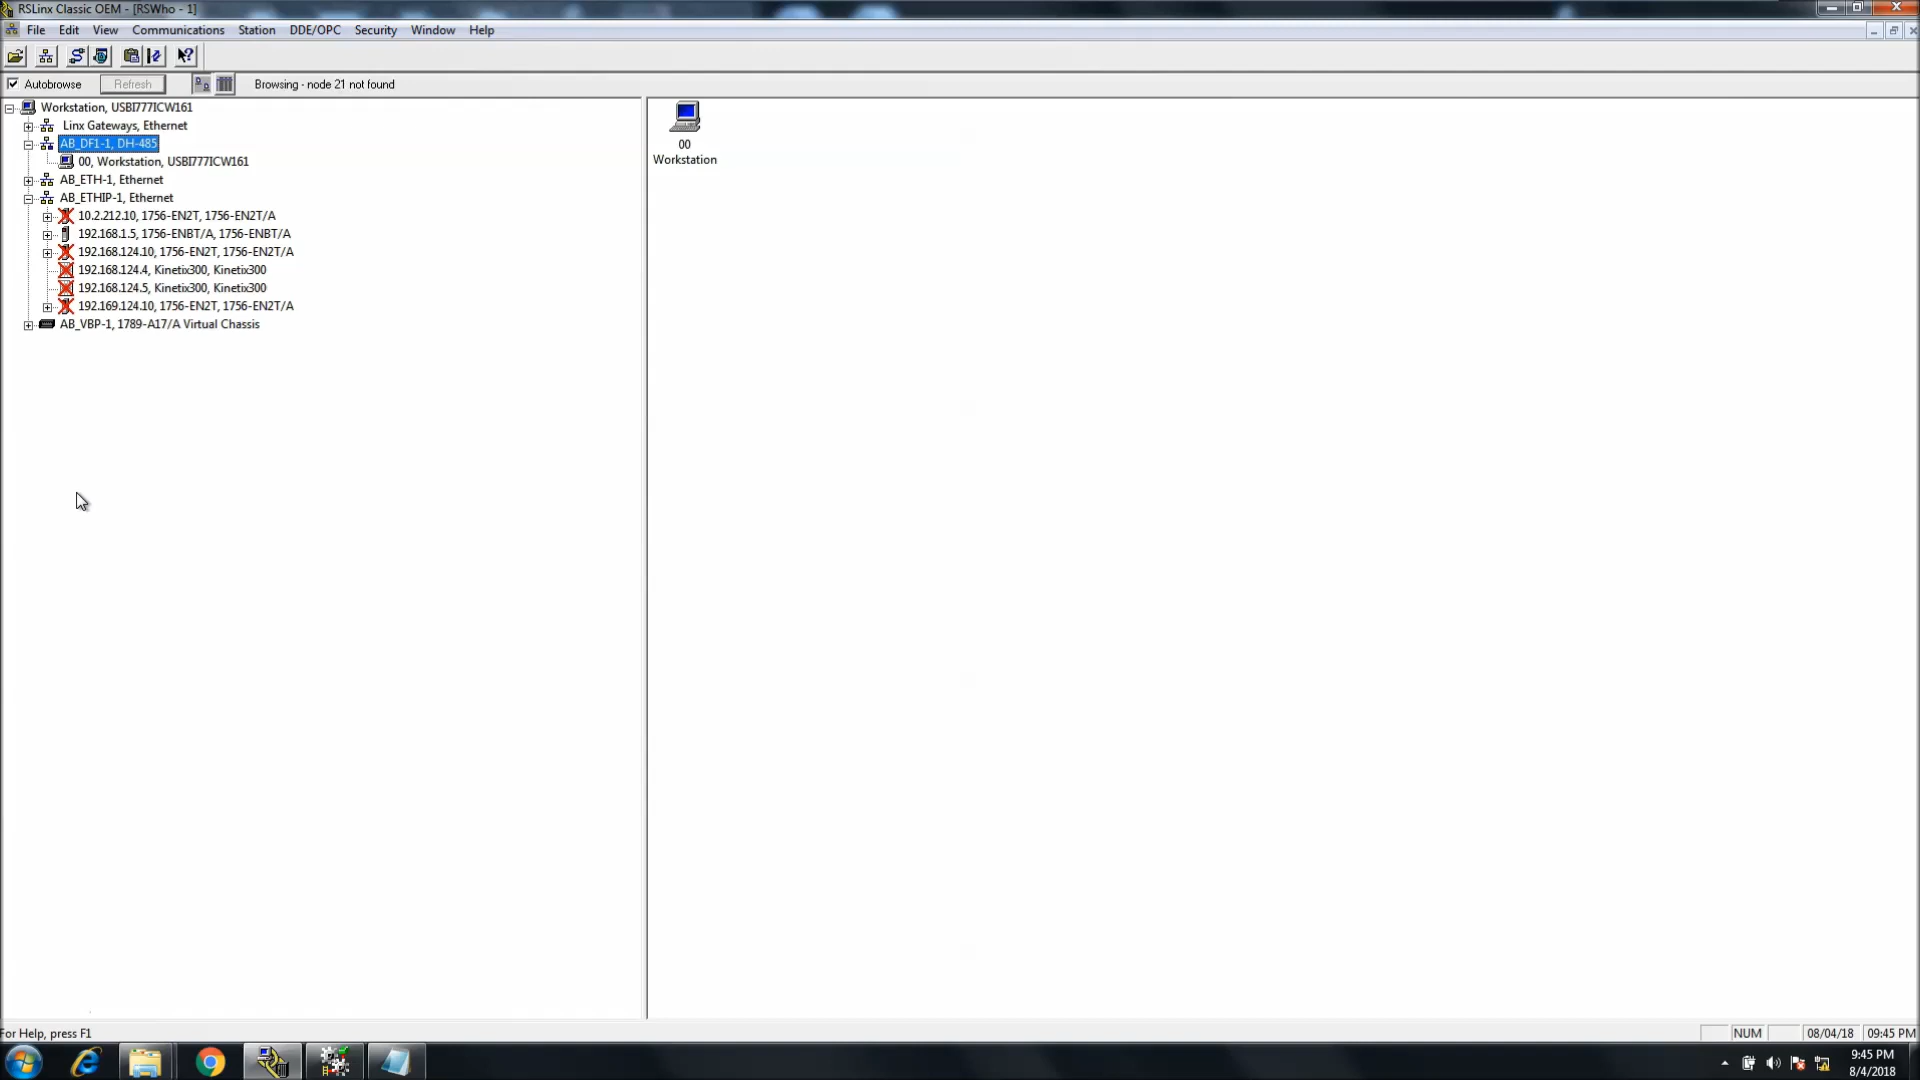 RSLinx Classic OEM - [RSWho - 1]
File Edit View Communications Station DDE/OPC Security Window Help
Autobrowse Refresh Browsing - node 21 not found
Workstation, USBI777ICW161
Linx Gateways, Ethernet
AB_DF1-1, DH-485
00, Workstation, USBI777ICW161
AB_ETH-1, Ethernet
AB_ETHIP-1, Ethernet
10.2.212.10, 1756-EN2T, 1756-EN2T/A
192.168.1.5, 1756-ENBT/A, 1756-ENBT/A
192.168.124.10, 1756-EN2T, 1756-EN2T/A
192.168.124.4, Kinetix300, Kinetix300
192.168.124.5, Kinetix300, Kinetix300
192.169.124.10, 1756-EN2T, 1756-EN2T/A
AB_VBP-1, 1789-A17/A Virtual Chassis
00
Workstation
For Help, press F1
NUM 08/04/18 09:45 PM
9:45 PM
8/4/2018